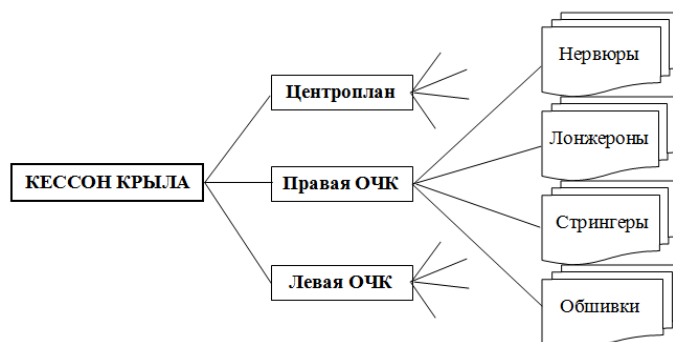 Нервюры
Центроплан
Лонжероны
КЕССОН КРЫЛА
Правая ОЧК
Стрингеры
Левая ОЧК
Обшивки